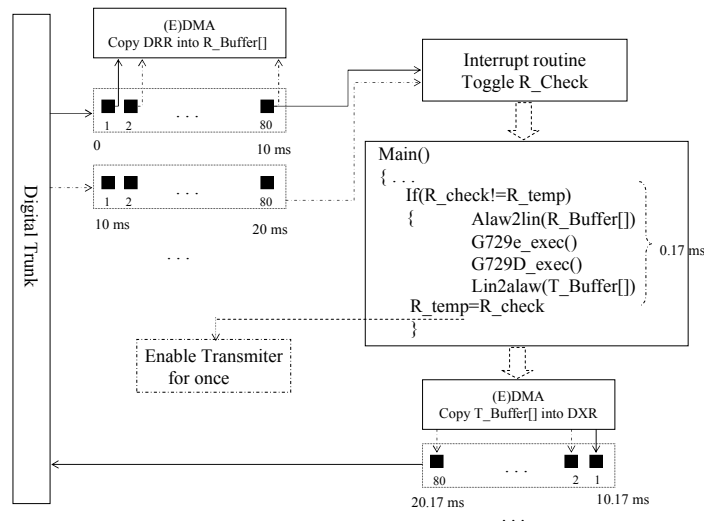 (E)DMA
Copy DRR into R_Buffer[]
Interrupt routine
Toggle R_Check
1 2 . . . 80
0 10 ms
1 2 80
10 ms 20 ms
. . .
Digital Trunk
Main()
{ . . .
If(R_check!=R_temp)
{ Alaw2lin(R_Buffer[])
G729e_exec()
G729D_exec()
Lin2alaw(T_Buffer[])
R_temp=R_check
}
0.17 ms
Enable Transmiter
for once
(E)DMA
Copy T_Buffer[] into DXR
80 . . . 2 1
20.17 ms 10.17 ms
. . .